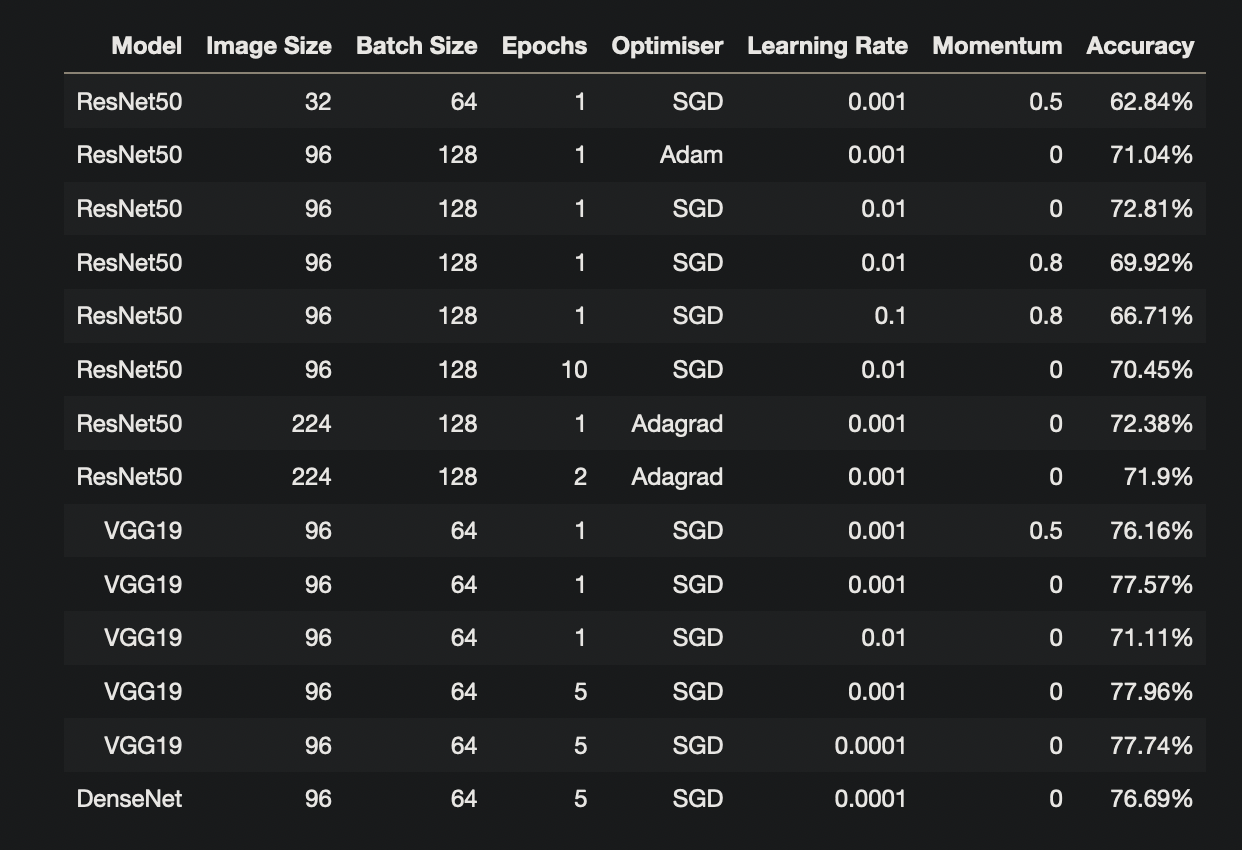 Model Image Size Batch Size Epochs Optimiser Learning Rate Momentum Accuracy
ResNet50 32 64 1 SGD 0.001 0.5 62.84%
ResNet50 96 128 1 Adam 0.001 0 71.04%
ResNet50 96 128 1 SGD 0.01 0 72.81%
ResNet50 96 128 1 SGD 0.01 0.8 69.92%
ResNet50 96 128 1 SGD 0.1 0.8 66.71%
ResNet50 96 128 10 SGD 0.01 0 70.45%
ResNet50 224 128 1 Adagrad 0.001 0 72.38%
ResNet50 224 128 2 Adagrad 0.001 0 71.9%
VGG19 96 64 1 SGD 0.001 0.5 76.16%
VGG19 96 64 1 SGD 0.001 0 77.57%
VGG19 96 64 1 SGD 0.01 0 71.11%
VGG19 96 64 5 SGD 0.001 0 77.96%
VGG19 96 64 5 SGD 0.0001 0 77.74%
DenseNet 96 64 5 SGD 0.0001 0 76.69%